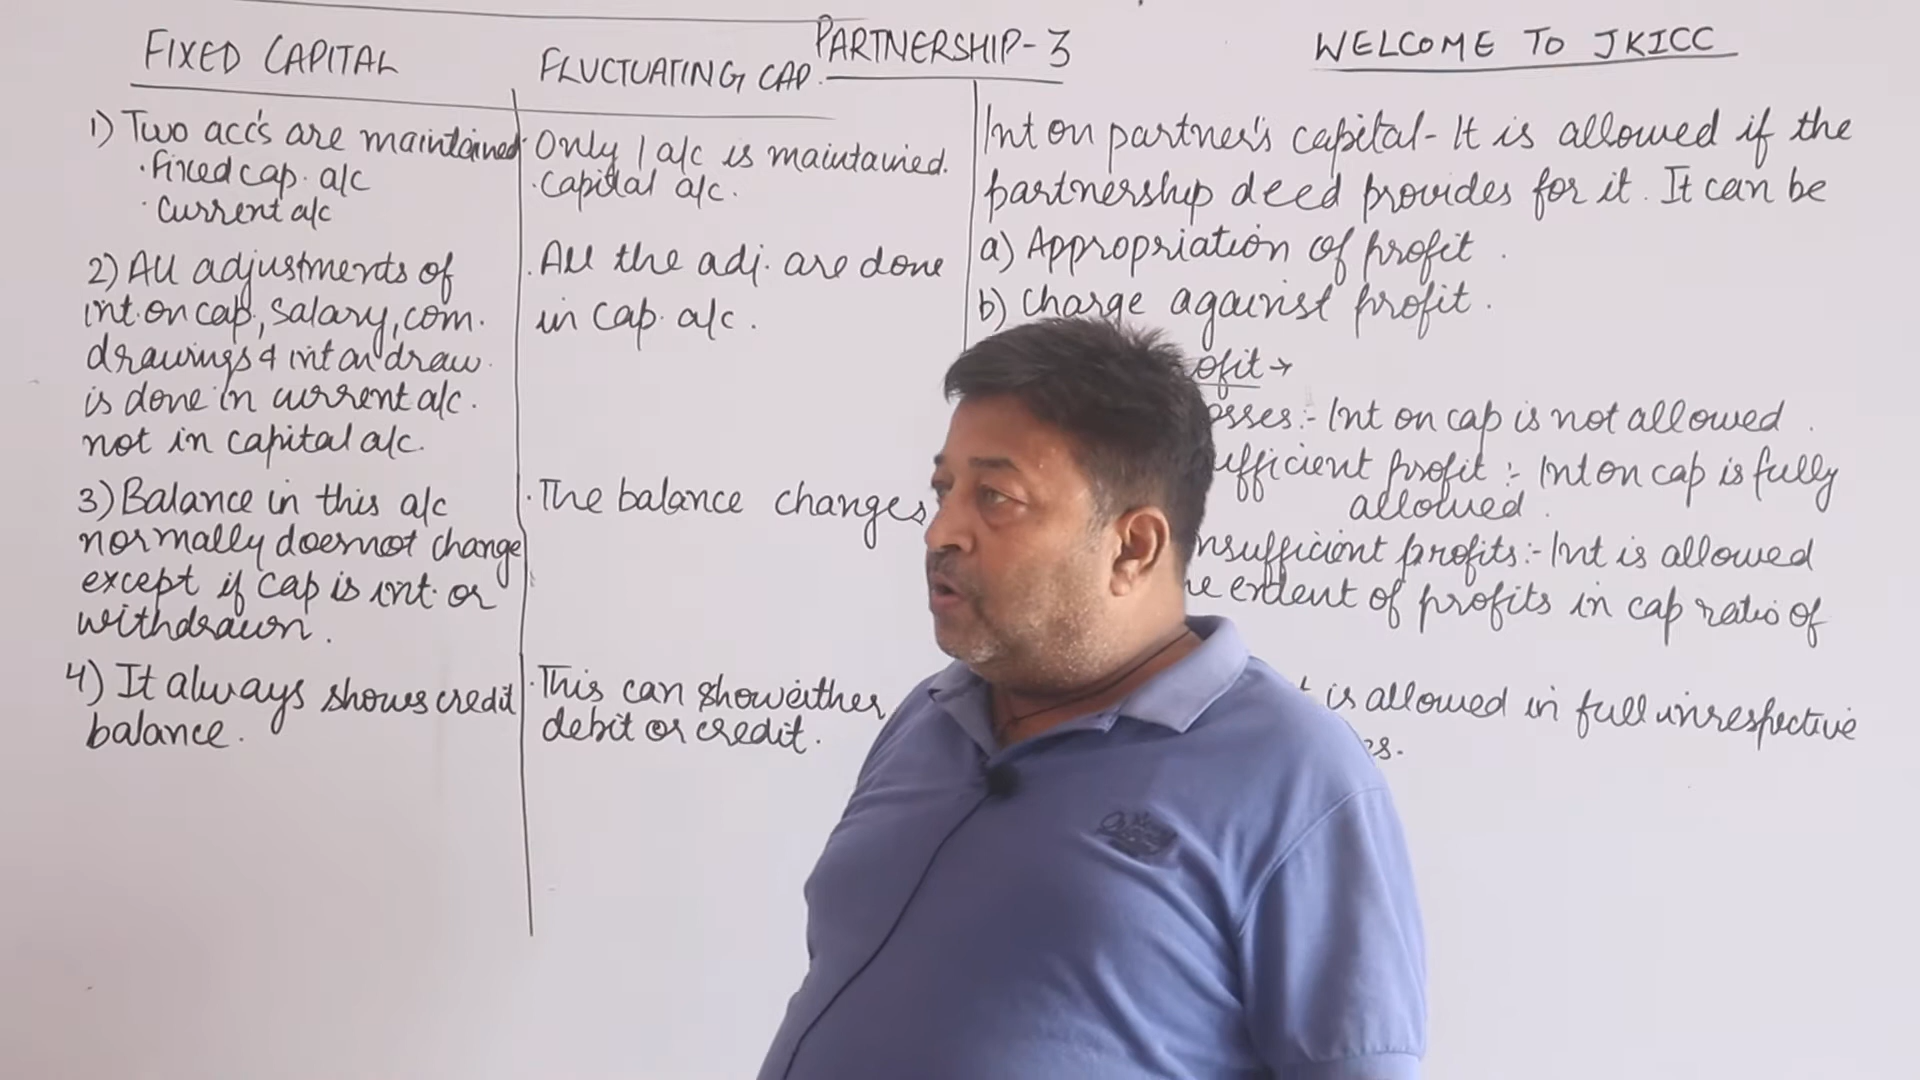 PARTNERSHIP-3
WELCOME TO JKICC
FIXED CAPITAL
1) Two acc's are maintained
· Fixed cap. a/c
· Current a/c
2) All adjustments of
int. on cap, salary, com.
drawings & int on draw.
is done in current a/c.
not in capital a/c.
3) Balance in this a/c
normally does not change
except if cap is int. or
withdrawn.
4) It always shows credit
balance.
FLUCTUATING CAP.
· Only 1 a/c is maintained.
· Capital a/c.
· All the adj. are done
in cap. a/c.
· The balance changes
· This can show either
debit or credit.
Int on partner's capital - It is allowed if the
partnership deed provides for it. It can be
a) Appropriation of profit.
b) Charge against profit.
ofit →
osses:- Int on cap is not allowed.
ufficient profit :- Int on cap is fully
allowed.
nsufficient profits:- Int is allowed
e extent of profits in cap ratio of
is allowed in full irrespective
es.